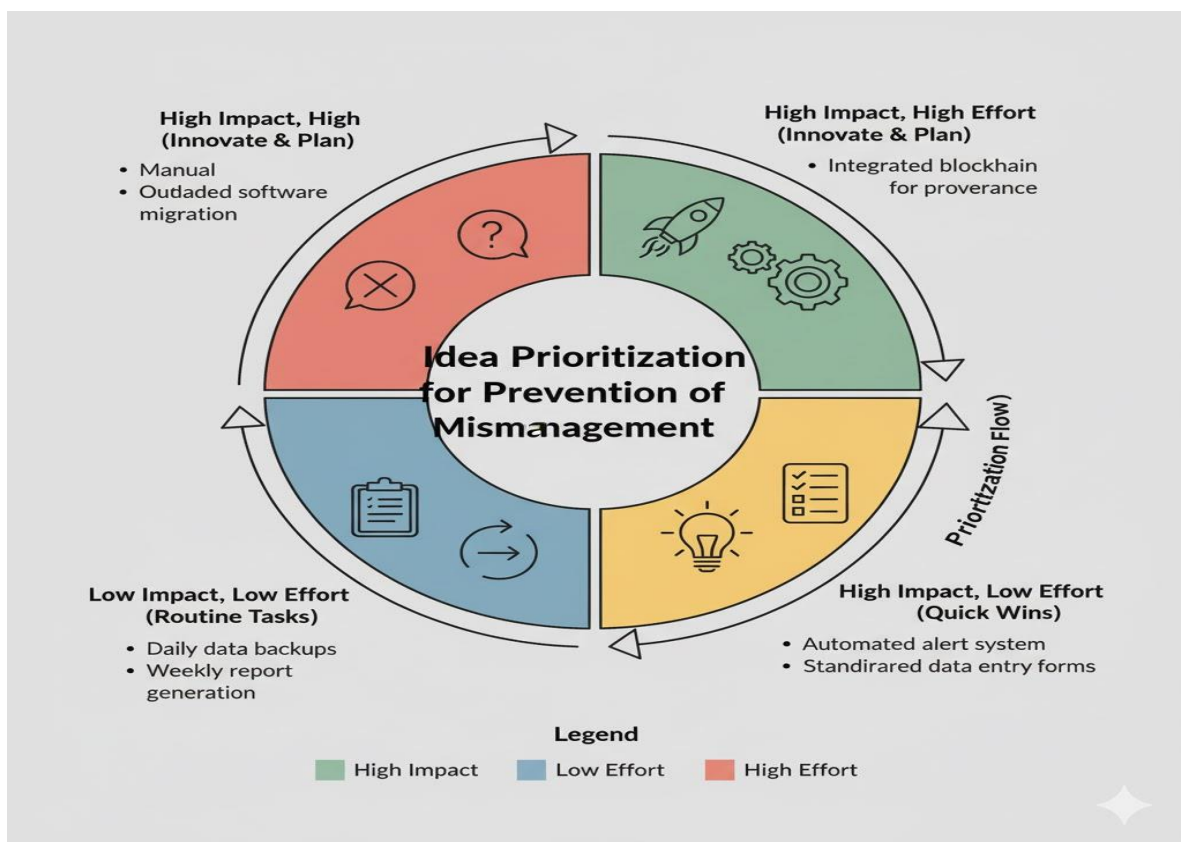 High Impact, High
(Innovate & Plan)
• Manual
• Oudaded software
migration
High Impact, High Effort
(Innovate & Plan)
• Integrated blockhain
for proverance
Idea Prioritization
for Prevention of
Mismanagement
Prioritzation Flow)
Low Impact, Low Effort
(Routine Tasks)
• Daily data backups
• Weekly report
generation
High Impact, Low Effort
(Quick Wins)
• Automated alert system
• Standirared data entry forms
Legend
High Impact
Low Effort
High Effort
?